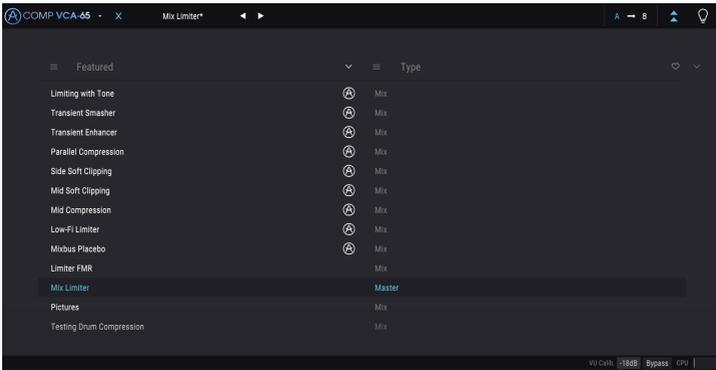 COMP VCA-65 - X Mix Limiter* A B
Featured Type
Limiting with Tone Mix
Transient Smasher Mix
Transient Enhancer Mix
Parallel Compression Mix
Side Soft Clipping Mix
Mid Soft Clipping Mix
Mid Compression Mix
Low-Fi Limiter Mix
Mixbus Placebo Mix
Limiter FMR Mix
Mix Limiter Master
Pictures Mix
Testing Drum Compression Mix
VU Calib. -18dB Bypass CPU